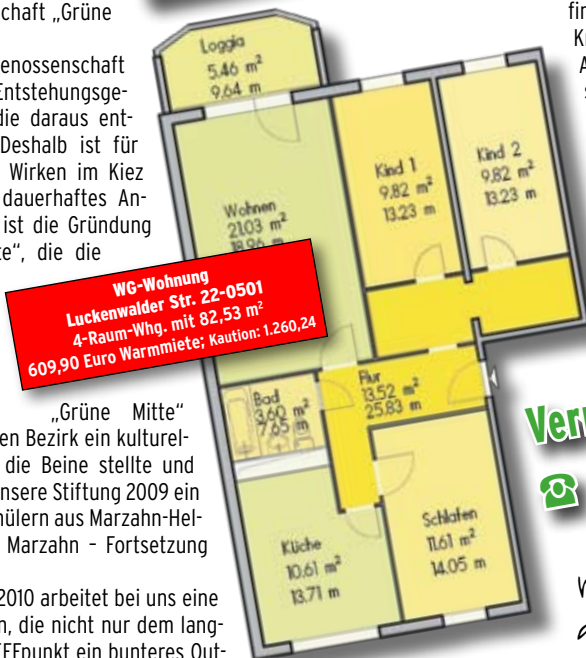 schaft „Grüne
enossenschaft
Entstehungsge-
die daraus ent-
Deshalb ist für
Wirken im Kiez
dauerhaftes An-
ist die Gründung
te“, die die
„Grüne Mitte“
en Bezirk ein kulturel-
die Beine stellte und
nsere Stiftung 2009 ein
hülern aus Marzahn-Hel-
Marzahn – Fortsetzung
2010 arbeitet bei uns eine
n, die nicht nur dem lang-
EFFpunkt ein bunteres Out-
Loggia
5.46 m²
9.64 m
Wohnen
21.03 m²
18.96 m
Kind 1
9.82 m²
13.23 m
Kind 2
9.82 m²
13.23 m
WG-Wohnung
Luckenwalder Str. 22-0501
4-Raum-Whg. mit 82,53 m²
609,90 Euro Warmmiete; Kaution: 1.260,24
Bad
3.60 m²
7.65 m
Flur
13.52 m²
25.83 m
Küche
10.61 m²
13.71 m
Schlafen
11.61 m²
14.05 m
fin
Verm